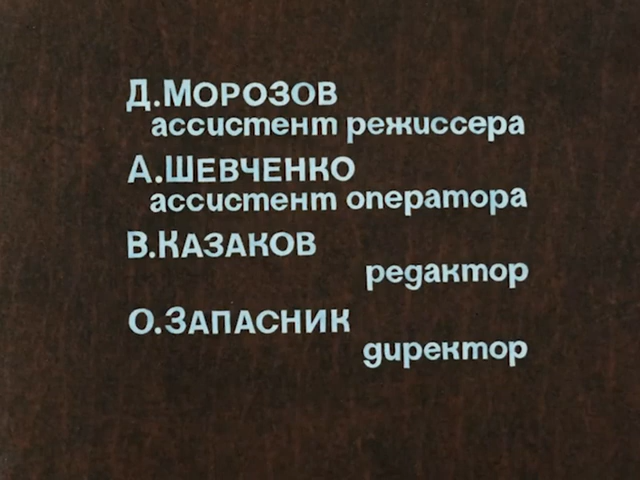 Д.МОРОЗОВ
ассистент режиссера
А.ШЕВЧЕНКО
ассистент оператора
В.КАЗАКОВ
редактор
О.ЗАПАСНИК
директор